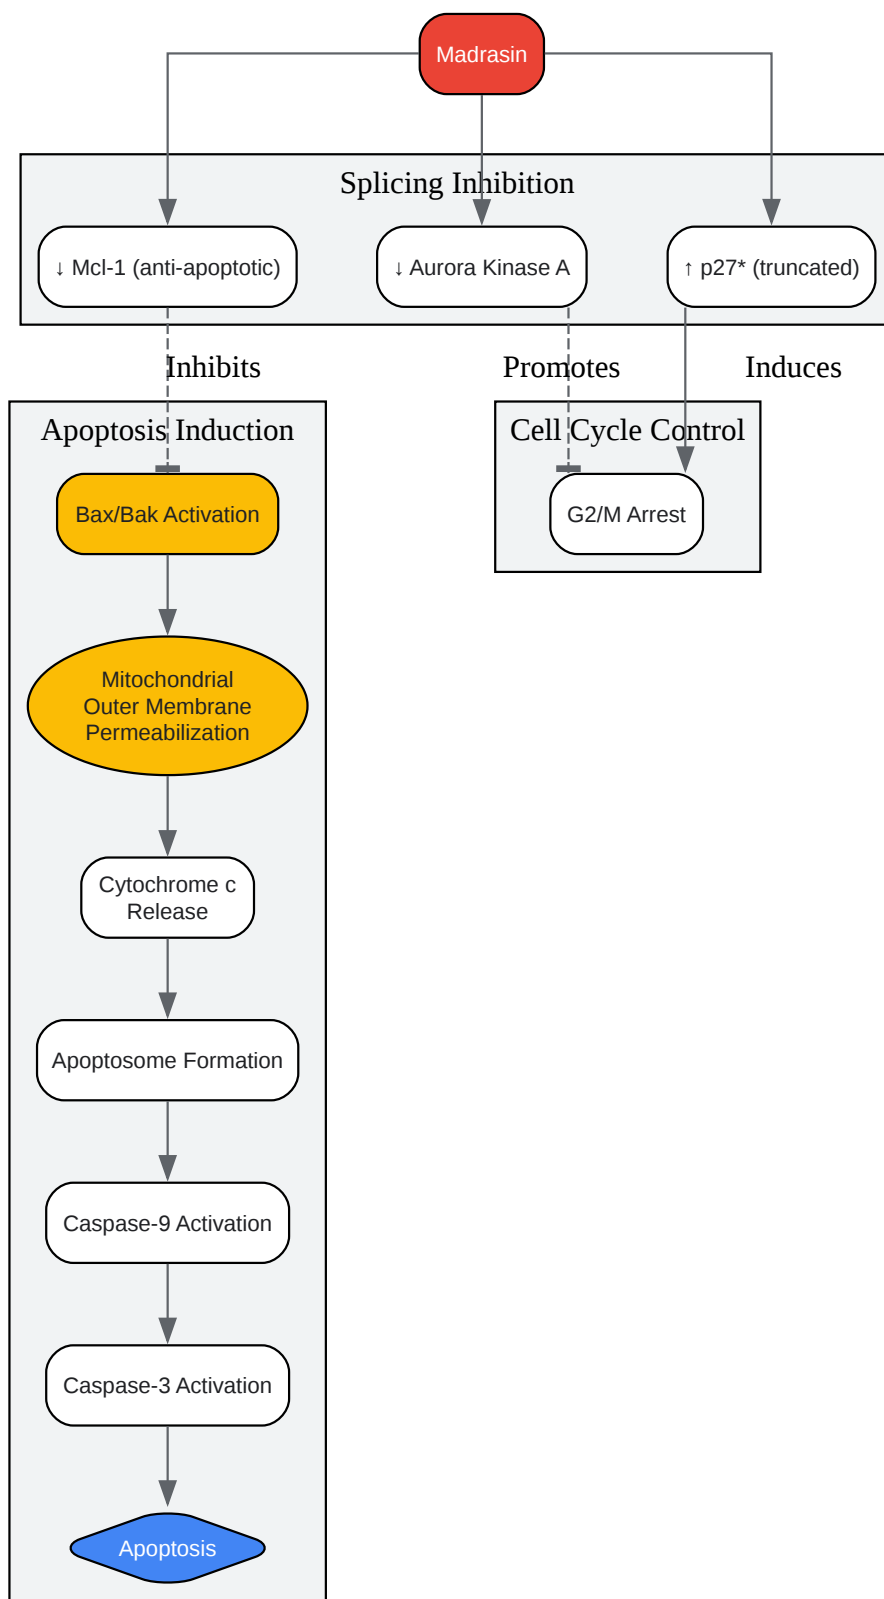 Madrasin
Splicing Inhibition
↓ Mcl-1 (anti-apoptotic)
↓ Aurora Kinase A
↑ p27* (truncated)
Inhibits
Promotes
Induces
Apoptosis Induction
Cell Cycle Control
Bax/Bak Activation
G2/M Arrest
Mitochondrial
Outer Membrane
Permeabilization
Cytochrome c
Release
Apoptosome Formation
Caspase-9 Activation
Caspase-3 Activation
Apoptosis